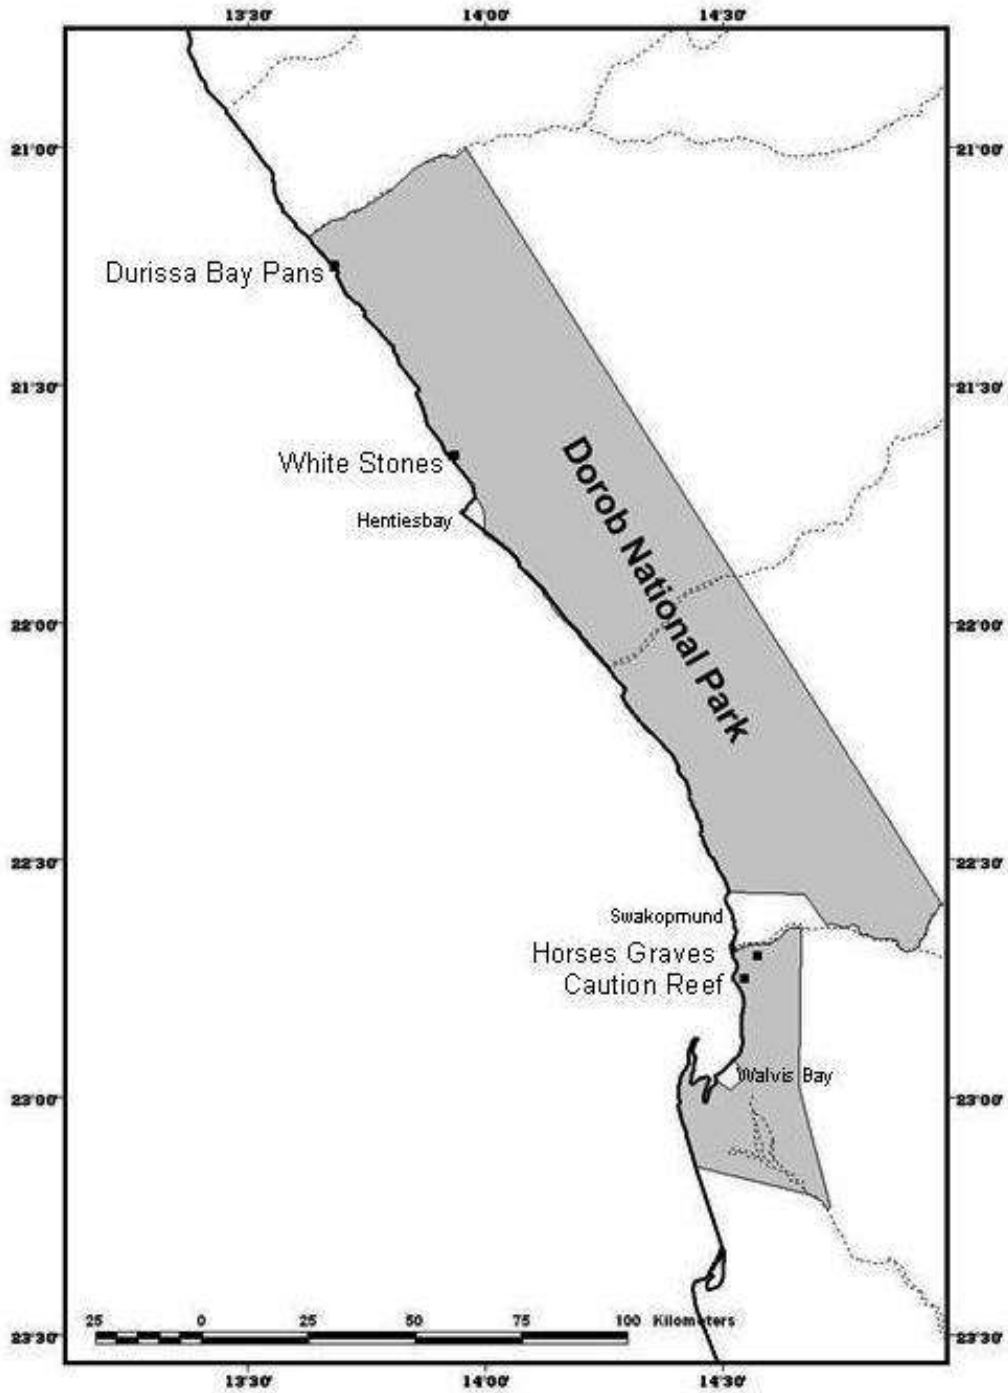 13°30' 14°00' 14°30'
21°00' 21°00'
Durissa Bay Pans
21°30' 21°30'
Dorob National Park
White Stones
Hentiesbay
22°00' 22°00'
22°30' 22°30'
Swakopmund
Horses Graves
Caution Reef
Walvis Bay
23°00' 23°00'
25 0 25 50 75 100 Kilometers
23°30' 23°30'
13°30' 14°00' 14°30'